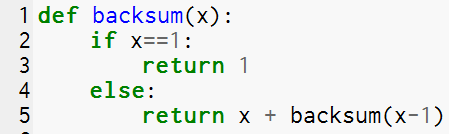 1 def backsum(x):
2     if x==1:
3         return 1
4     else:
5         return x + backsum(x-1)